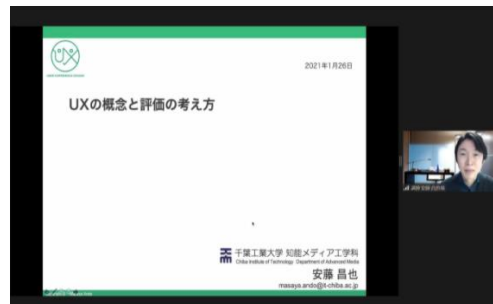 UX
2021年1月26日
UXの概念と評価の考え方
千葉工業大学 知能メディア工学科
Chiba Institute of Technology Department of Advanced Media
安藤 昌也
masaya.ando@it-chiba.ac.jp